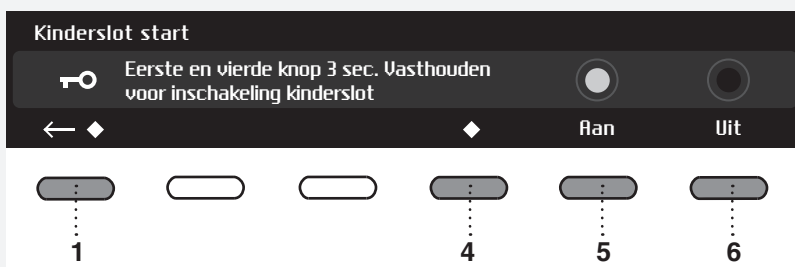 Kinderslot start
Eerste en vierde knop 3 sec. Vasthouden
voor inschakeling kinderslot
← ◆ ◆ Aan Uit
1 4 5 6